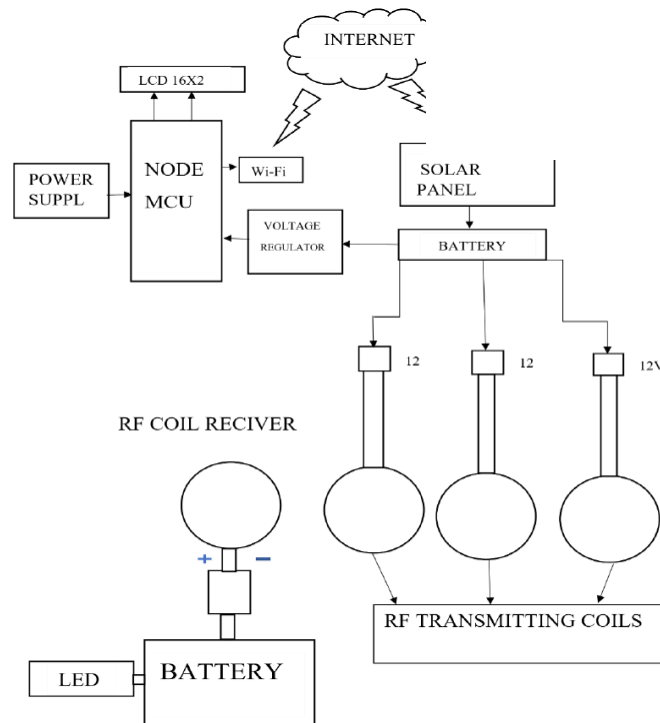 INTERNET
LCD 16X2
NODE
MCU
Wi-Fi
POWER
SUPPL
SOLAR
PANEL
VOLTAGE
REGULATOR
BATTERY
12
12
12V
RF COIL RECIVER
+ −
RF TRANSMITTING COILS
BATTERY
LED